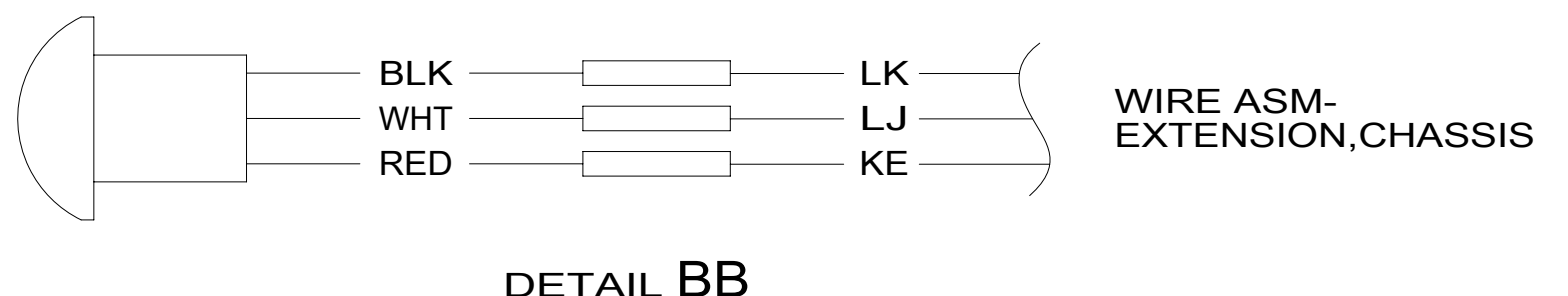 BLK LK
WHT LJ
RED KE
WIRE ASM-
EXTENSION,CHASSIS
DETAIL BB